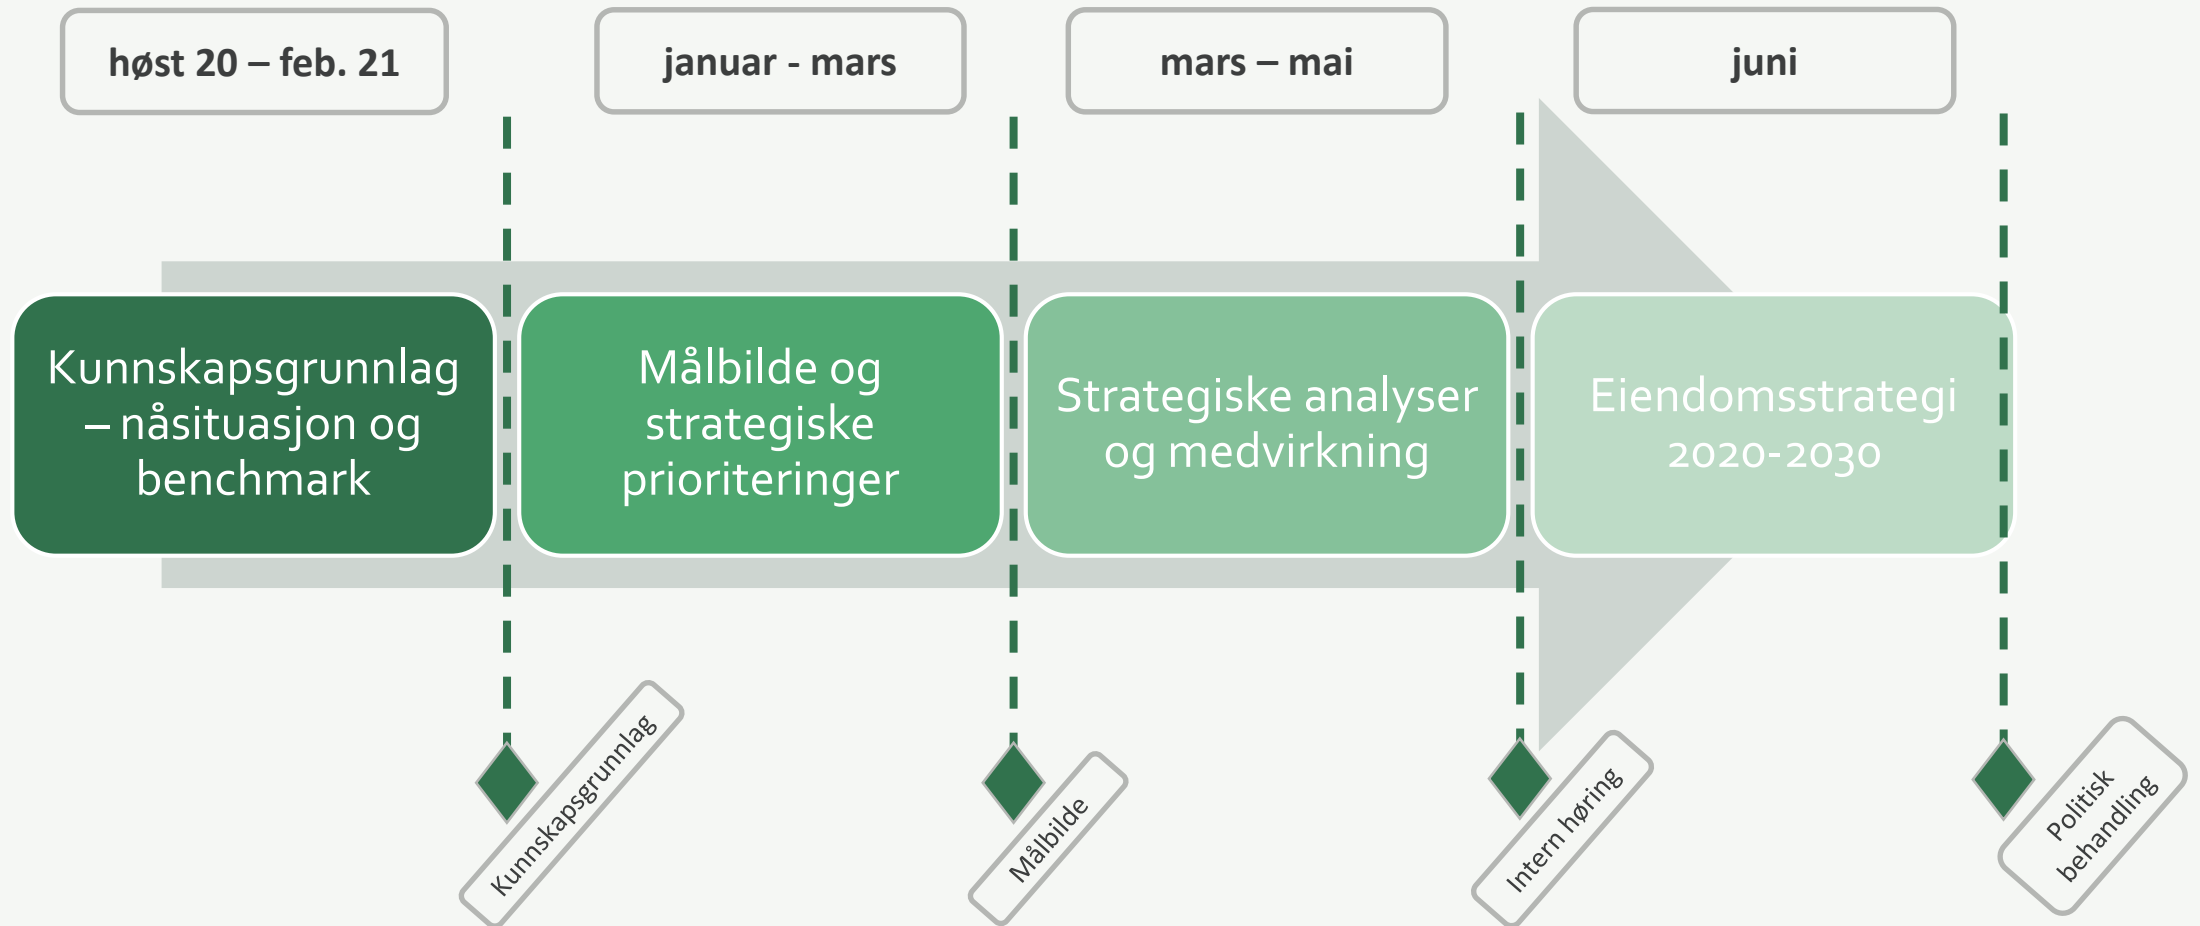 høst 20 – feb. 21
januar - mars
mars – mai
juni
Kunnskapsgrunnlag
– nåsituasjon og
benchmark
Målbilde og
strategiske
prioriteringer
Strategiske analyser
og medvirkning
Eiendomsstrategi
2020-2030
Kunnskapsgrunnlag
Målbilde
Intern høring
Politisk
behandling